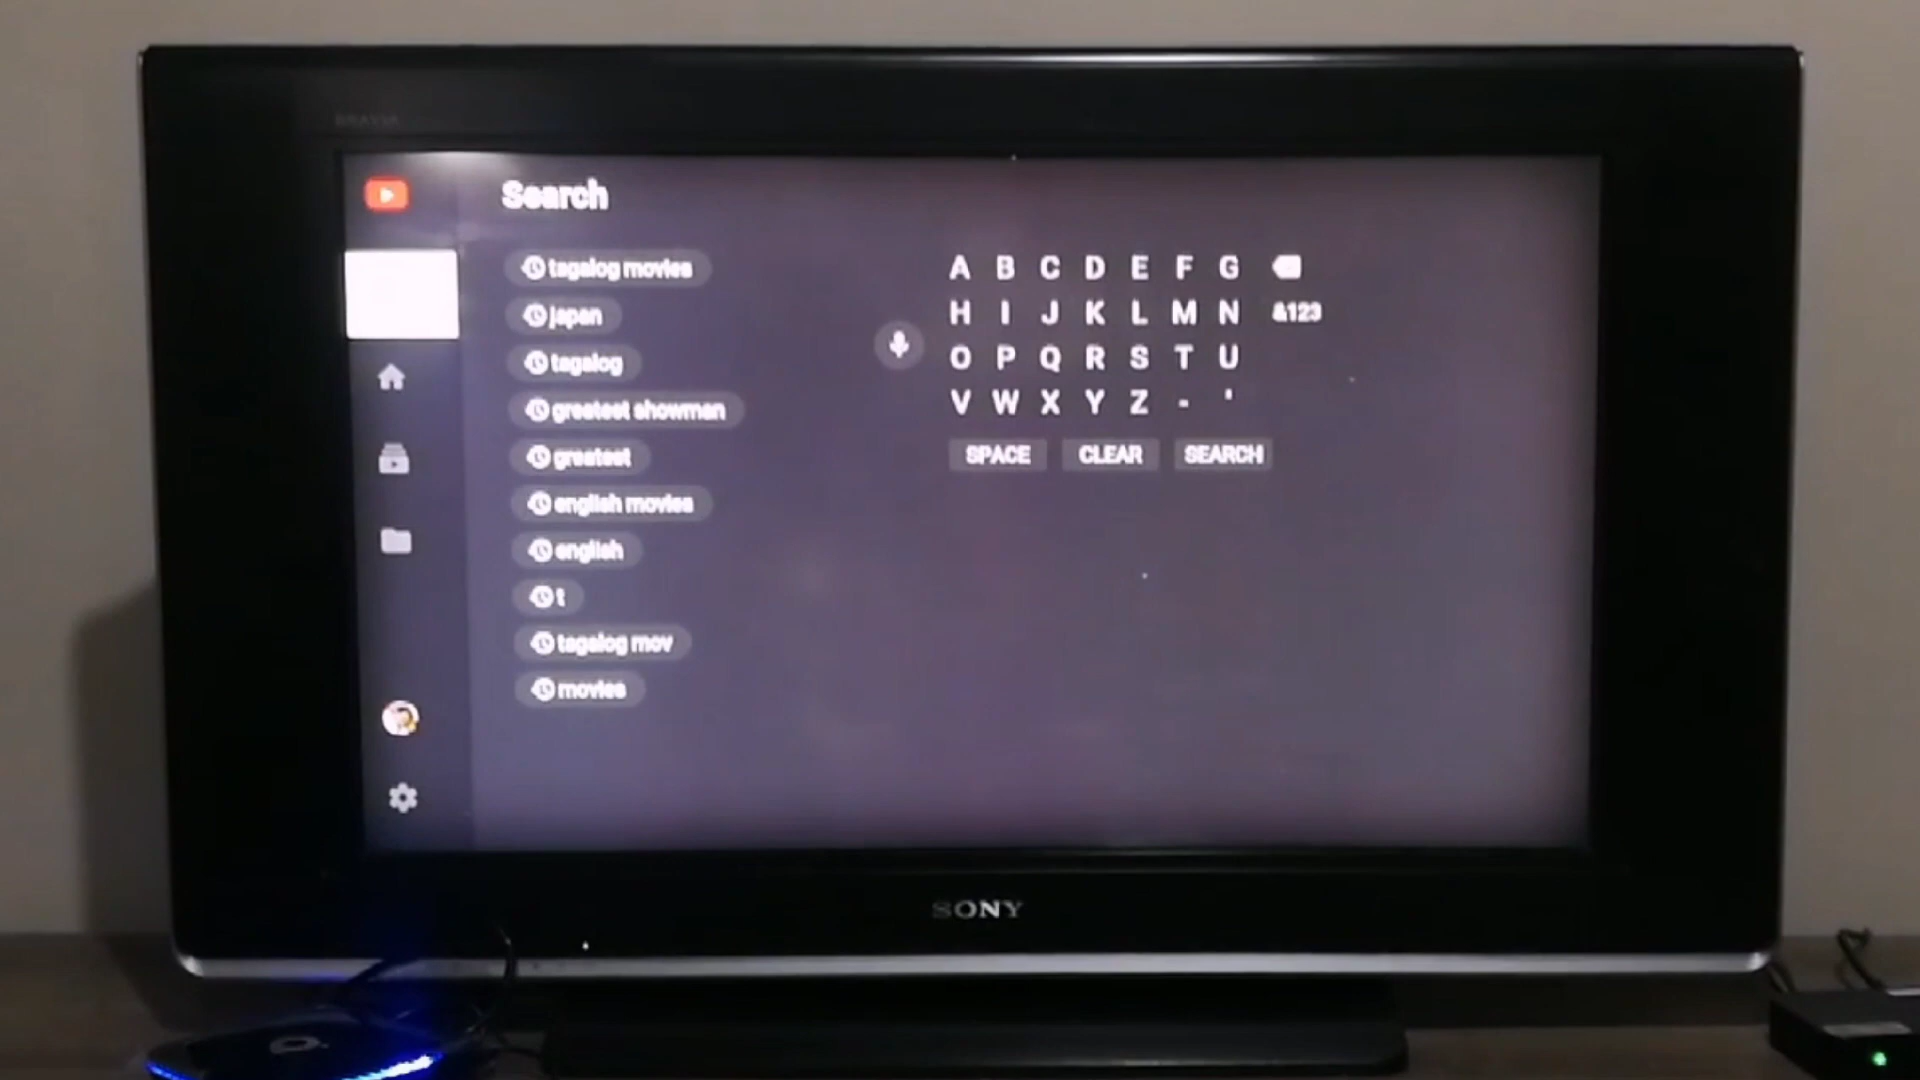 BRAVIA
Search
tagalog movies
japan
tagalog
greatest showman
greatest
english movies
english
t
tagalog mov
movies
A B C D E F G
H I J K L M N &123
O P Q R S T U
V W X Y Z - '
SPACE CLEAR SEARCH
SONY